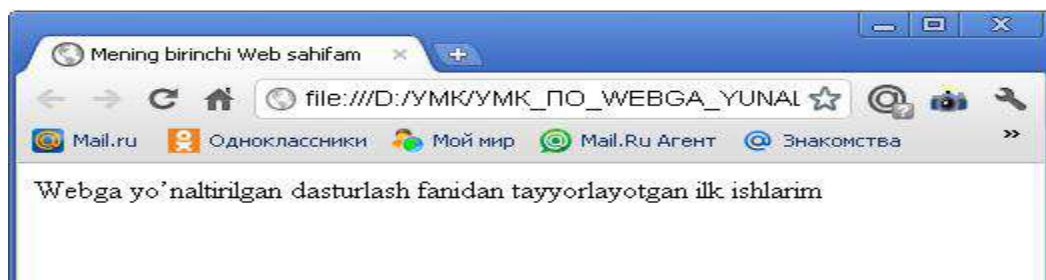 Mening birinchi Web sahifam
file:///D:/УМК/УМК_ПО_WEBGA_YUNAL
Mail.ru Одноклассники Мой мир Mail.Ru Агент Знакомства »
Webga yo’naltirilgan dasturlash fanidan tayyorlayotgan ilk ishlarim